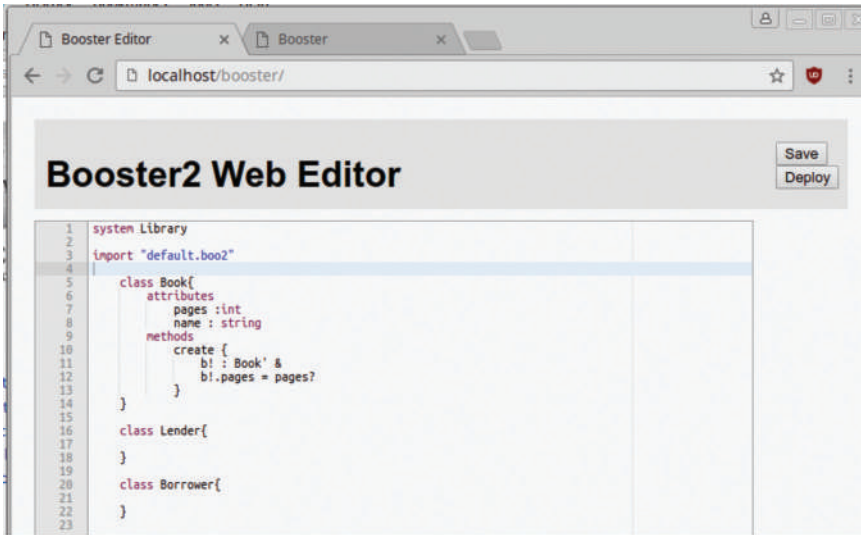 Booster Editor
Booster
localhost/booster/
Booster2 Web Editor
Save
Deploy
1 system Library
2
3 import "default.boo2"
4
5 class Book{
6 attributes
7 pages :int
8 name : string
9 methods
10 create {
11 b! : Book' &
12 b!.pages = pages?
13 }
14 }
15
16 class Lender{
17
18 }
19
20 class Borrower{
21
22 }
23